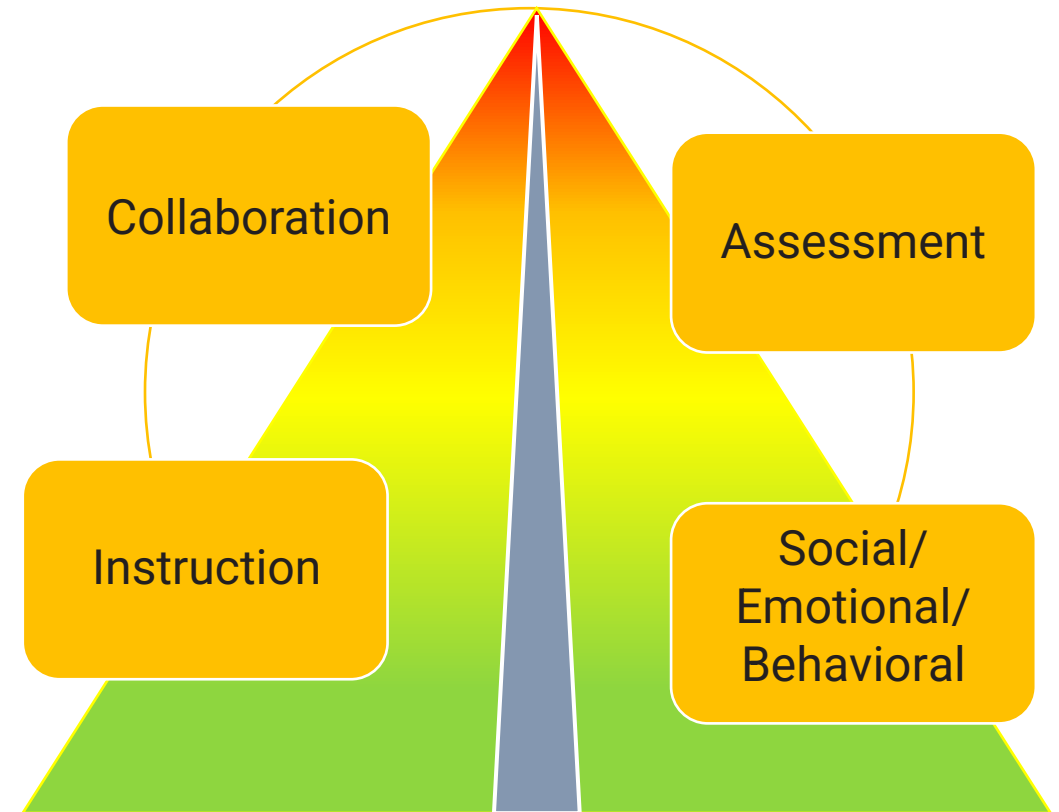 Collaboration
Assessment
Instruction
Social/
Emotional/
Behavioral